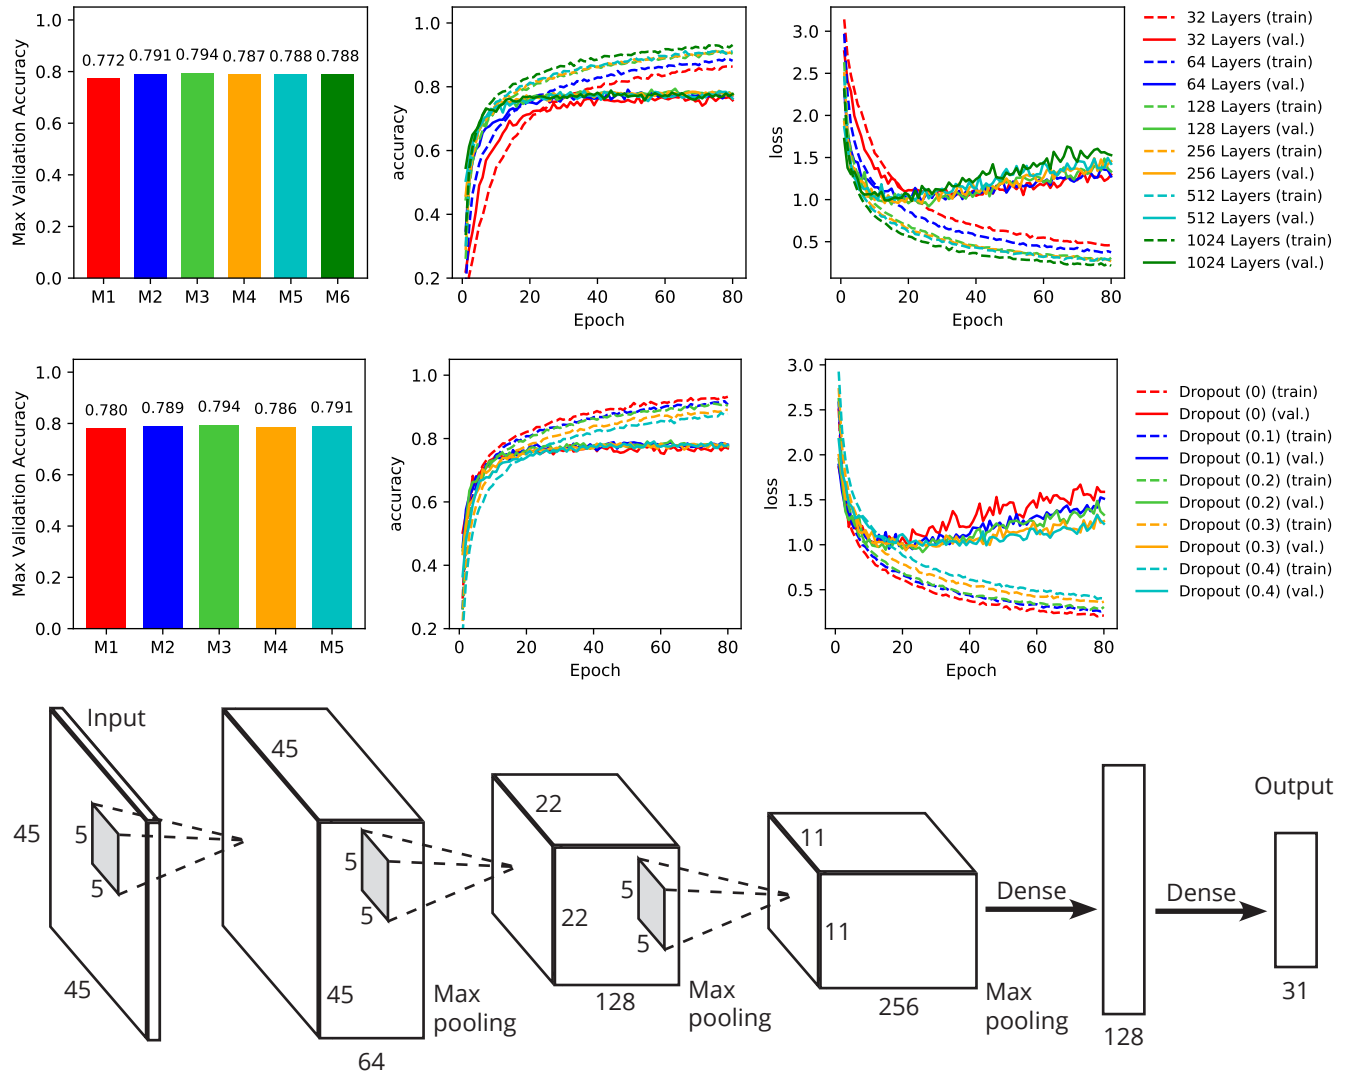 Max Validation Accuracy
1.0
0.8
0.6
0.4
0.2
0.0
0.772
0.791
0.794
0.787
0.788
0.788
M1
M2
M3
M4
M5
M6
accuracy
1.0
0.8
0.6
0.4
0.2
0
20
40
60
80
Epoch
loss
3.0
2.5
2.0
1.5
1.0
0.5
0
20
40
60
80
Epoch
32 Layers (train)
32 Layers (val.)
64 Layers (train)
64 Layers (val.)
128 Layers (train)
128 Layers (val.)
256 Layers (train)
256 Layers (val.)
512 Layers (train)
512 Layers (val.)
1024 Layers (train)
1024 Layers (val.)
Max Validation Accuracy
1.0
0.8
0.6
0.4
0.2
0.0
0.780
0.789
0.794
0.786
0.791
M1
M2
M3
M4
M5
accuracy
1.0
0.8
0.6
0.4
0.2
0
20
40
60
80
Epoch
loss
3.0
2.5
2.0
1.5
1.0
0.5
0
20
40
60
80
Epoch
Dropout (0) (train)
Dropout (0) (val.)
Dropout (0.1) (train)
Dropout (0.1) (val.)
Dropout (0.2) (train)
Dropout (0.2) (val.)
Dropout (0.3) (train)
Dropout (0.3) (val.)
Dropout (0.4) (train)
Dropout (0.4) (val.)
Input
45
45
5
5
45
45
64
5
5
Max
pooling
22
22
128
5
5
Max
pooling
11
11
256
Max
pooling
Dense
128
Dense
Output
31